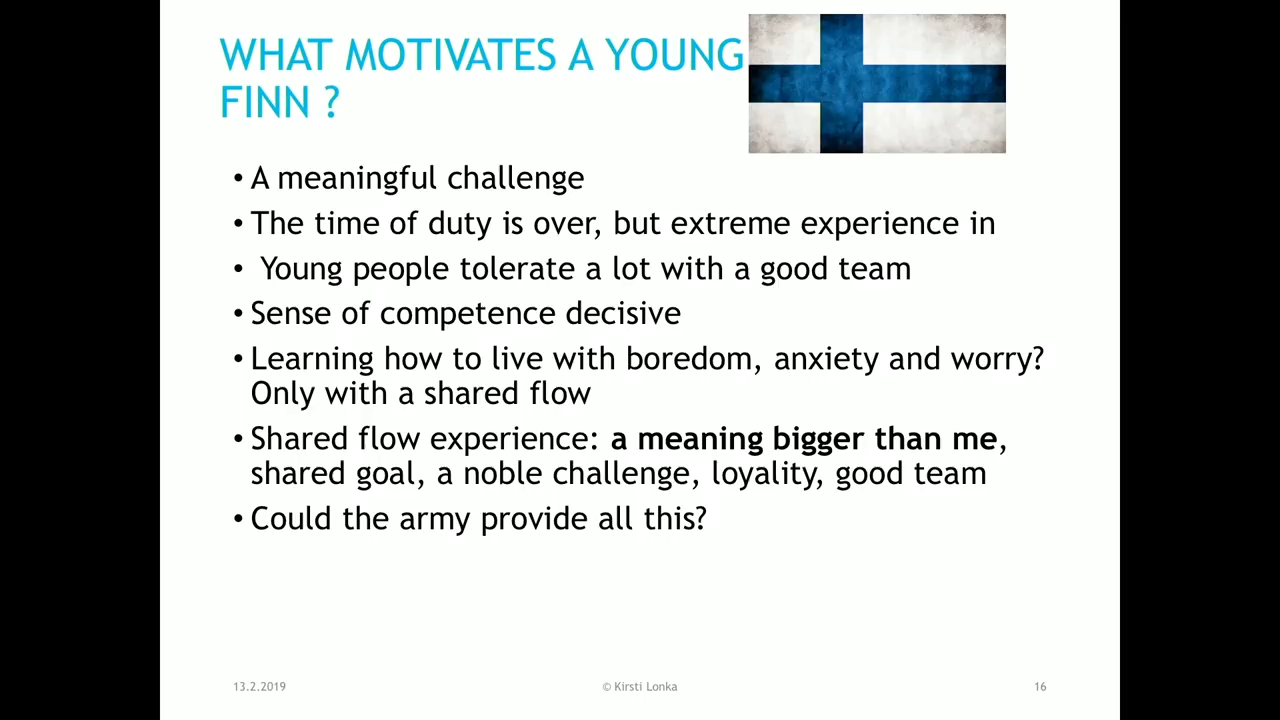 WHAT MOTIVATES A YOUNG
FINN ?
• A meaningful challenge
• The time of duty is over, but extreme experience in
• Young people tolerate a lot with a good team
• Sense of competence decisive
• Learning how to live with boredom, anxiety and worry?
Only with a shared flow
• Shared flow experience: a meaning bigger than me,
shared goal, a noble challenge, loyality, good team
• Could the army provide all this?
13.2.2019
© Kirsti Lonka
16